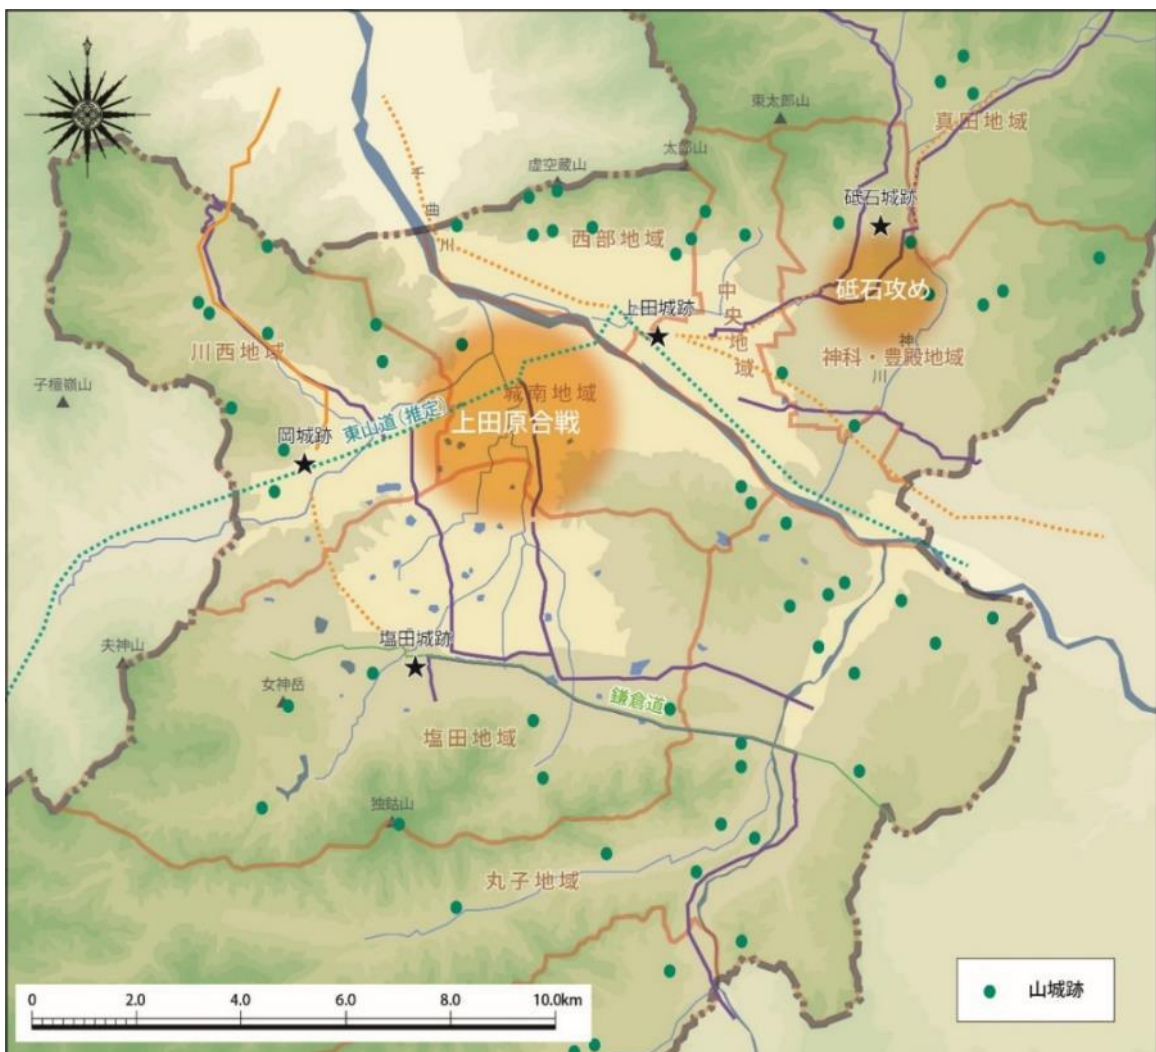 東太郎山
真田地域
太郎山
虚空蔵山
千曲川
砥石城跡
西部地域
砥石攻め
上田城跡
中央地域
神科・豊殿地域
神川
川西地域
子檀嶺山
城南地域
上田原合戦
東山道(推定)
岡城跡
塩田城跡
夫神山
女神岳
鎌倉道
塩田地域
独鈷山
丸子地域
0 2.0 4.0 6.0 8.0 10.0km
山城跡